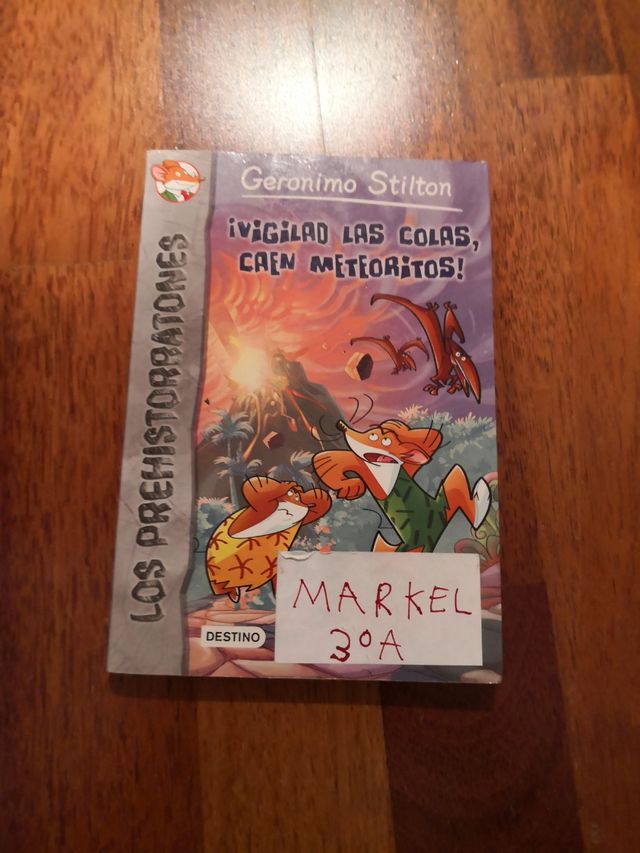 Geronimo Stilton
¡VIGILAD LAS COLAS,
CAEN METEORITOS!
LOS PREHISTORRATONES
DESTINO
MARKEL
3ºA